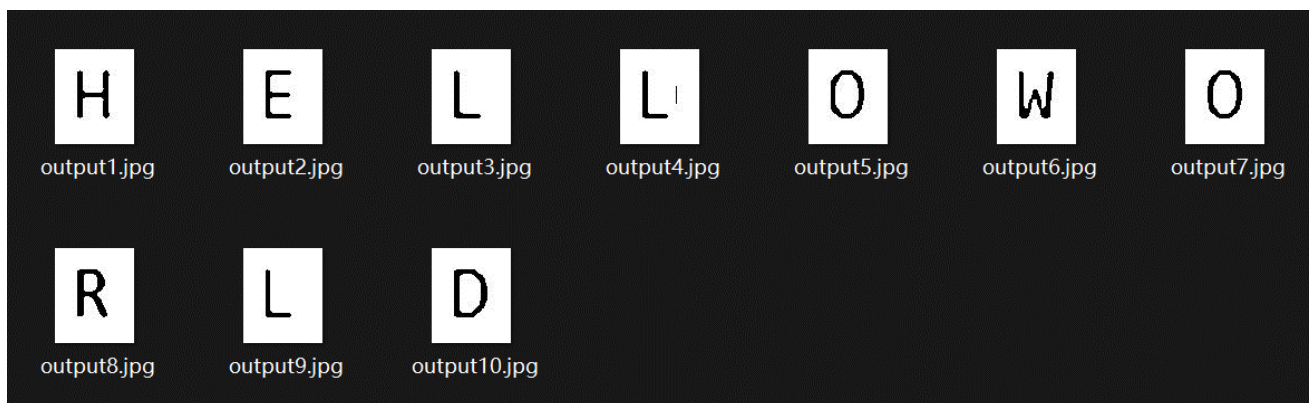 H E L L O W O
output1.jpg output2.jpg output3.jpg output4.jpg output5.jpg output6.jpg output7.jpg
R L D
output8.jpg output9.jpg output10.jpg